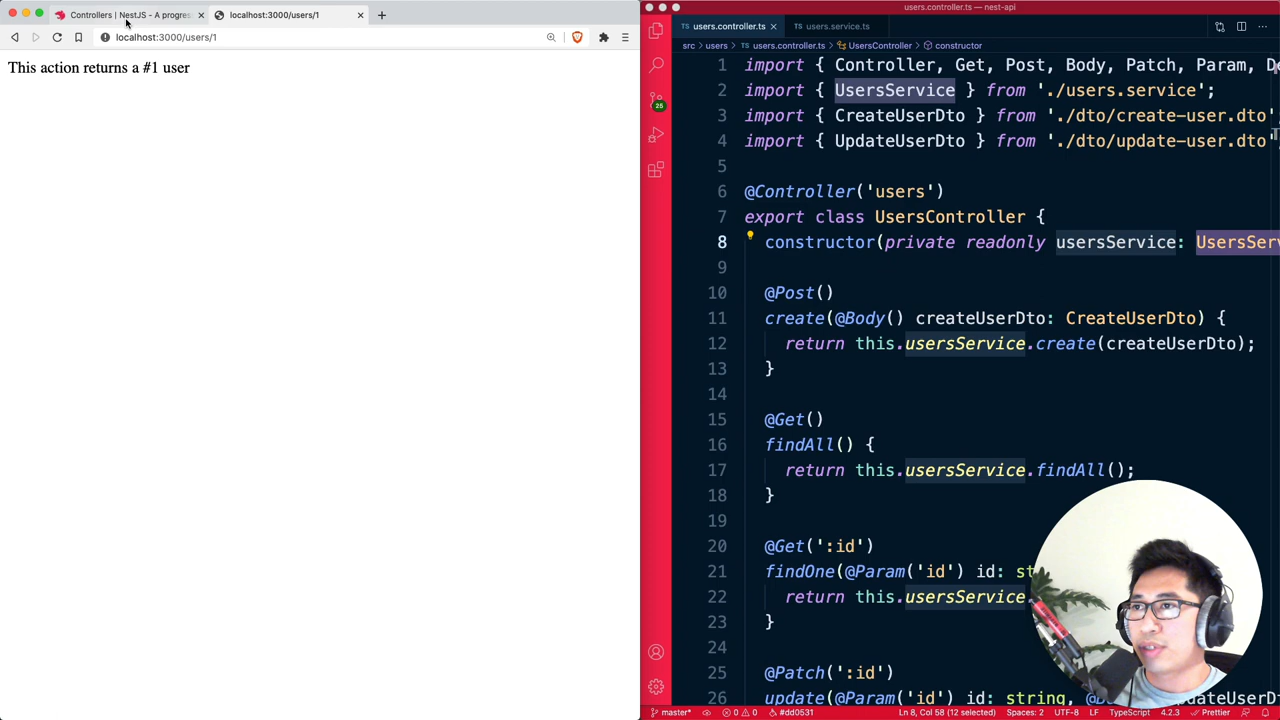 Controllers | NestJS - A progres
localhost:3000/users/1
localhost:3000/users/1
This action returns a #1 user
users.controller.ts — nest-api
users.controller.ts
users.service.ts
src › users › users.controller.ts › UsersController › constructor
25
1 import { Controller, Get, Post, Body, Patch, Param, De
2 import { UsersService } from './users.service';
3 import { CreateUserDto } from './dto/create-user.dto'
4 import { UpdateUserDto } from './dto/update-user.dto'
5
6 @Controller('users')
7 export class UsersController {
8 constructor(private readonly usersService: UsersServ
9
10 @Post()
11 create(@Body() createUserDto: CreateUserDto) {
12 return this.usersService.create(createUserDto);
13 }
14
15 @Get()
16 findAll() {
17 return this.usersService.findAll();
18 }
19
20 @Get(':id')
21 findOne(@Param('id') id: st
22 return this.usersService.
23 }
24
25 @Patch(':id')
26 update(@Param('id') id: string, UpdateUserDt
master* 0 0 #dd0531 Ln 8, Col 58 (12 selected) Spaces: 2 UTF-8 LF TypeScript 4.2.3 Prettier